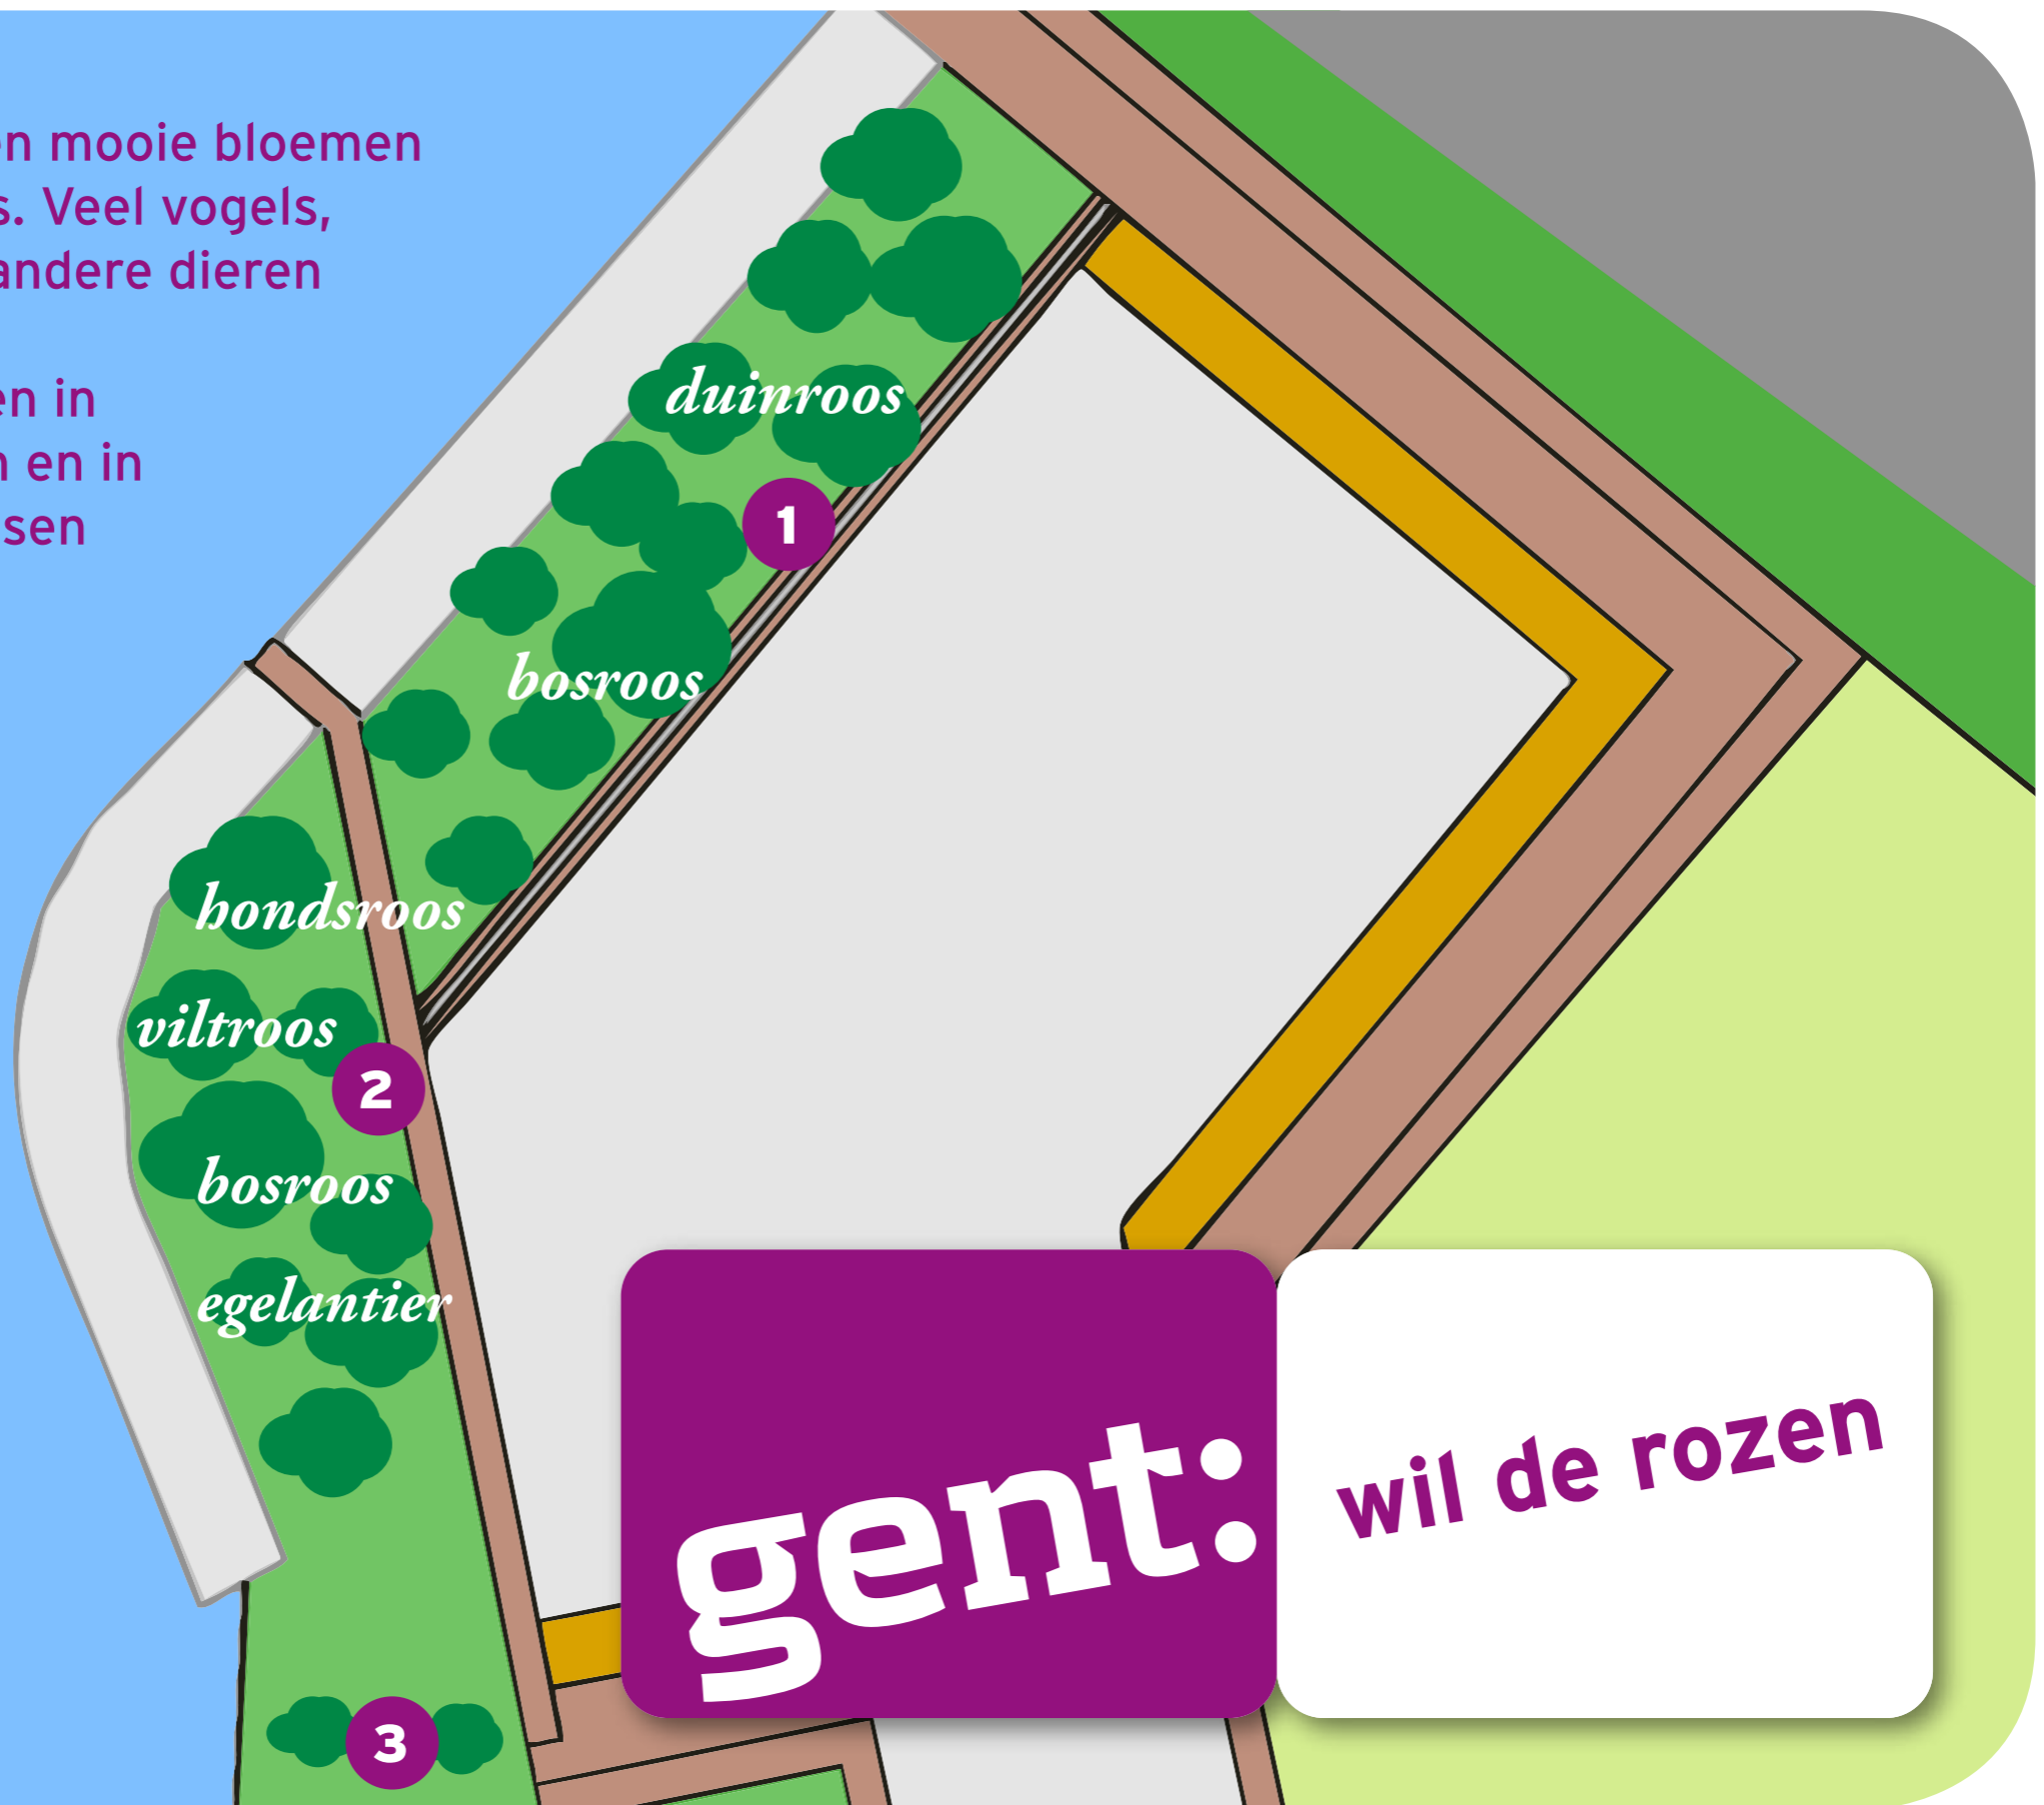 en mooie bloemen
s. Veel vogels,
andere dieren
en in
n en in
sen
duinroos
1
bosroos
hondsroos
viltroos
2
bosroos
egelantier
gent:
wil de rozen
3